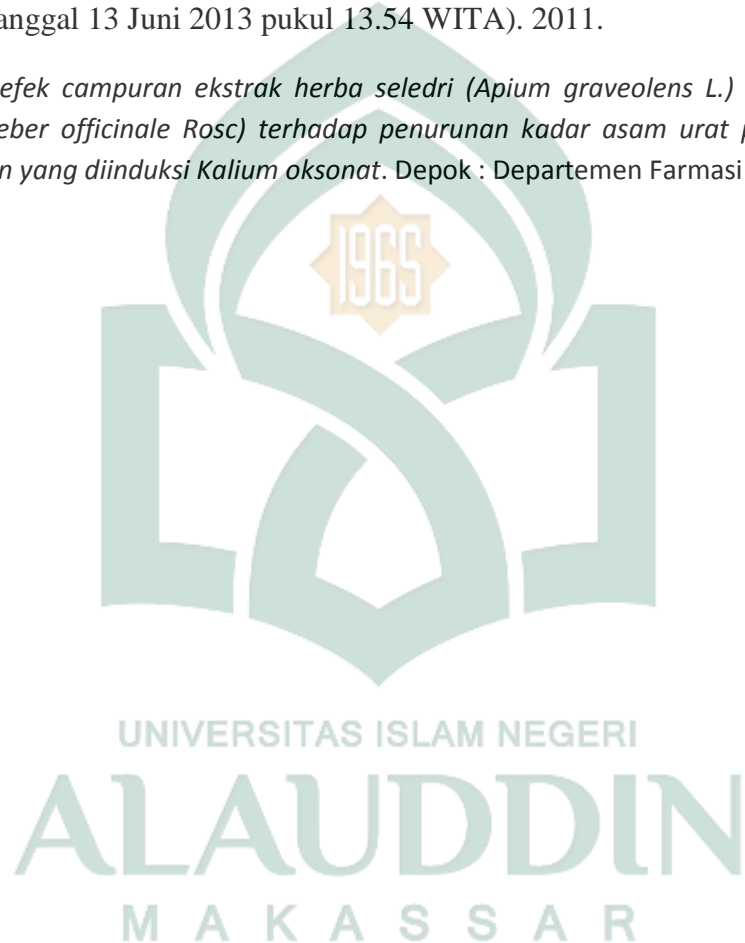 anggal 13 Juni 2013 pukul 13.54 WITA). 2011.
efek campuran ekstrak herba seledri (Apium graveolens L.)
eber officinale Rosc) terhadap penurunan kadar asam urat p
n yang diinduksi Kalium oksonat. Depok : Departemen Farmasi
1965
UNIVERSITAS ISLAM NEGERI
ALAUDDIN
MAKASSAR